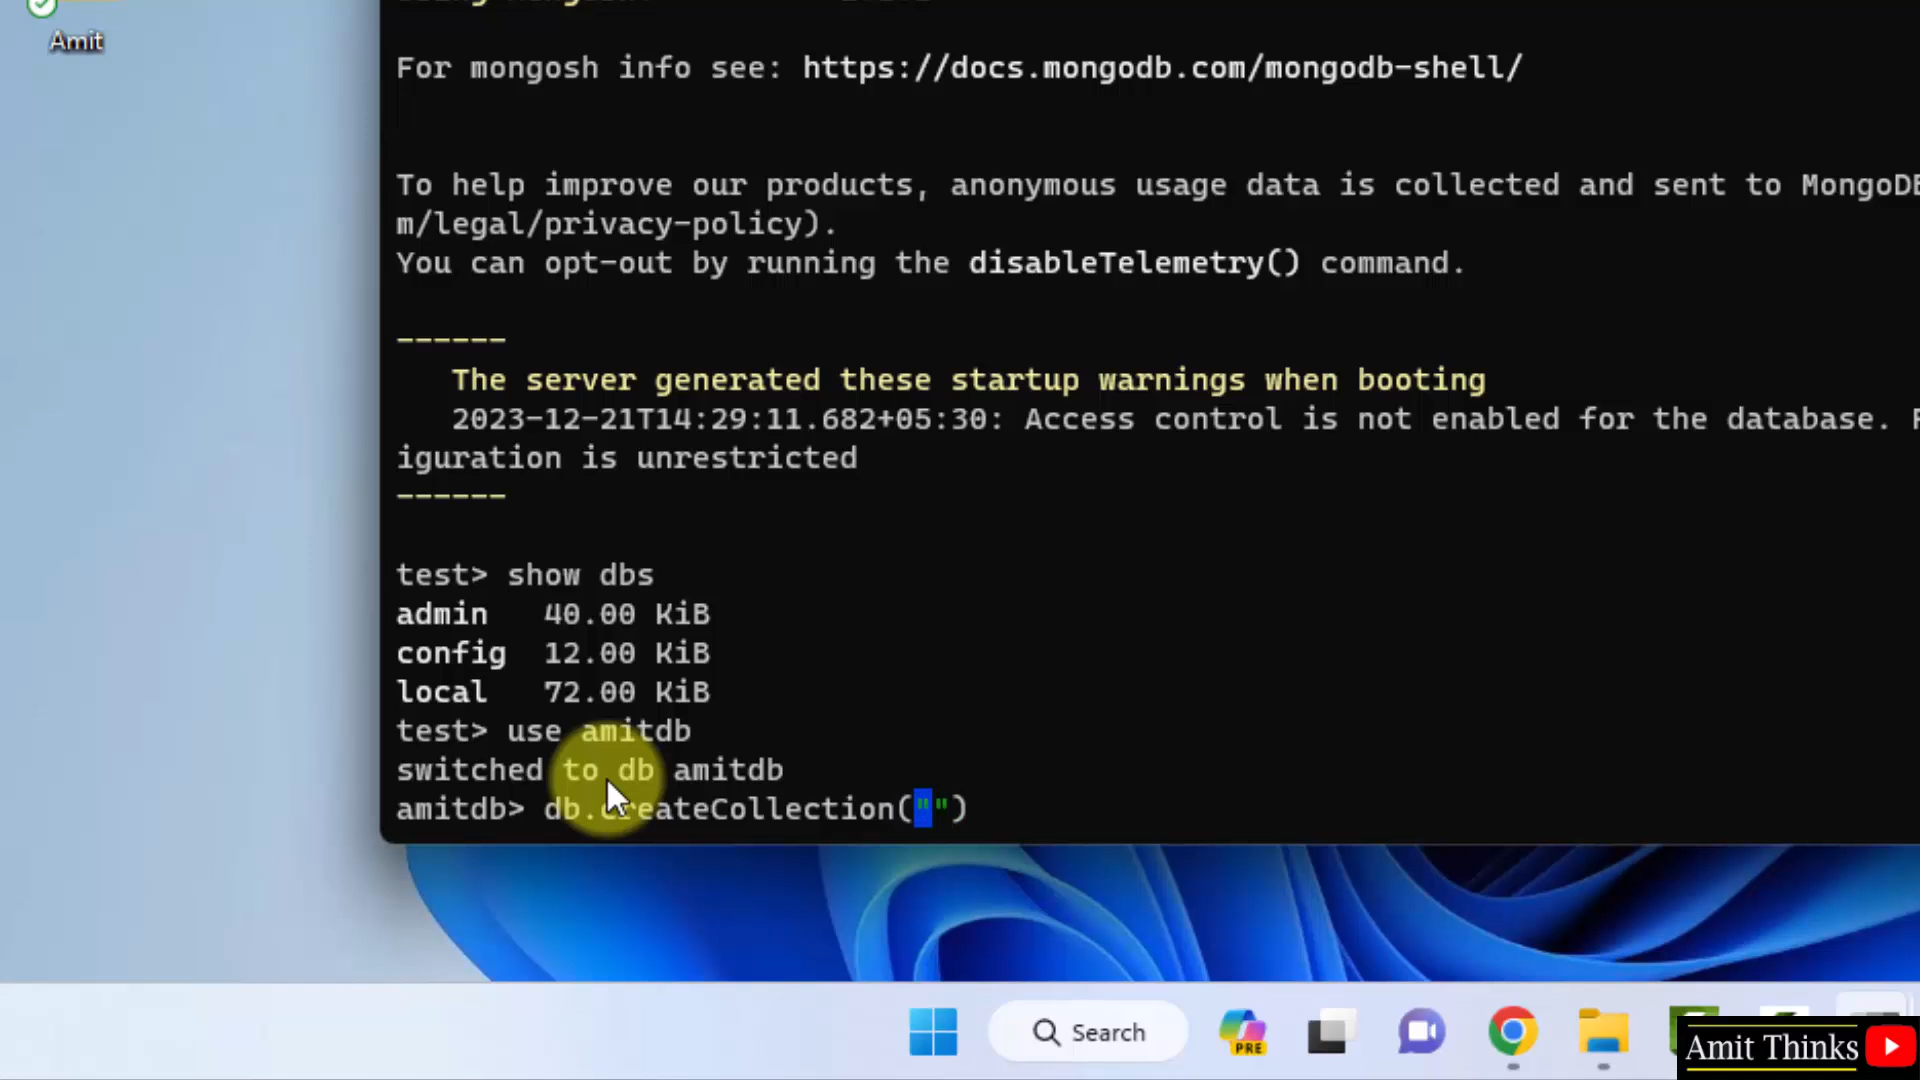 Amit
For mongosh info see: https://docs.mongodb.com/mongodb-shell/
To help improve our products, anonymous usage data is collected and sent to MongoDB
m/legal/privacy-policy).
You can opt-out by running the disableTelemetry() command.
------
The server generated these startup warnings when booting
2023-12-21T14:29:11.682+05:30: Access control is not enabled for the database.
iguration is unrestricted
------
test> show dbs
admin 40.00 KiB
config 12.00 KiB
local 72.00 KiB
test> use amitdb
switched to db amitdb
amitdb> db.createCollection("")
Search
PRE
Amit Thinks